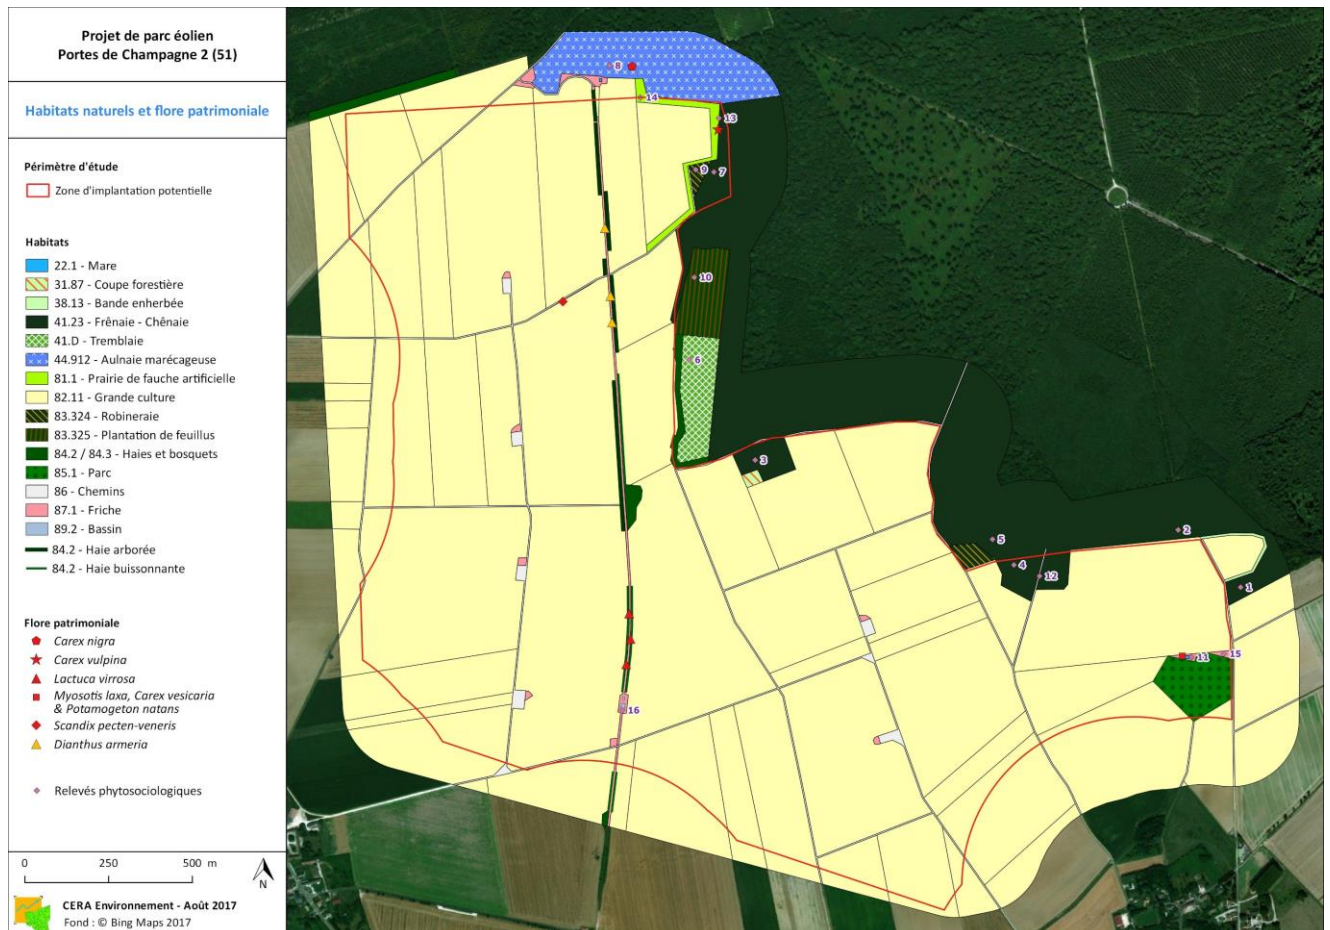 Projet de parc éolien
Portes de Champagne 2 (51)
Habitats naturels et flore patrimoniale
Périmètre d'étude
Zone d'implantation potentielle
Habitats
22.1 - Mare
31.87 - Coupe forestière
38.13 - Bande enherbée
41.23 - Frênaie - Chênaie
41.D - Tremblaie
44.912 - Aulnaie marécageuse
81.1 - Prairie de fauche artificielle
82.11 - Grande culture
83.324 - Robineraie
83.325 - Plantation de feuillus
84.2 / 84.3 - Haies et bosquets
85.1 - Parc
86 - Chemins
87.1 - Friche
89.2 - Bassin
84.2 - Haie arborée
84.2 - Haie buissonnante
Flore patrimoniale
Carex nigra
Carex vulpina
Lactuca virrosa
Myosotis laxa, Carex vesicaria
& Potamogeton natans
Scandix pecten-veneris
Dianthus armeria
Relevés phytosociologiques
0 250 500 m
N
CERA Environnement - Août 2017
Fond : © Bing Maps 2017
8
14
13
9
7
10
6
3
5
2
4
12
1
11
15
16